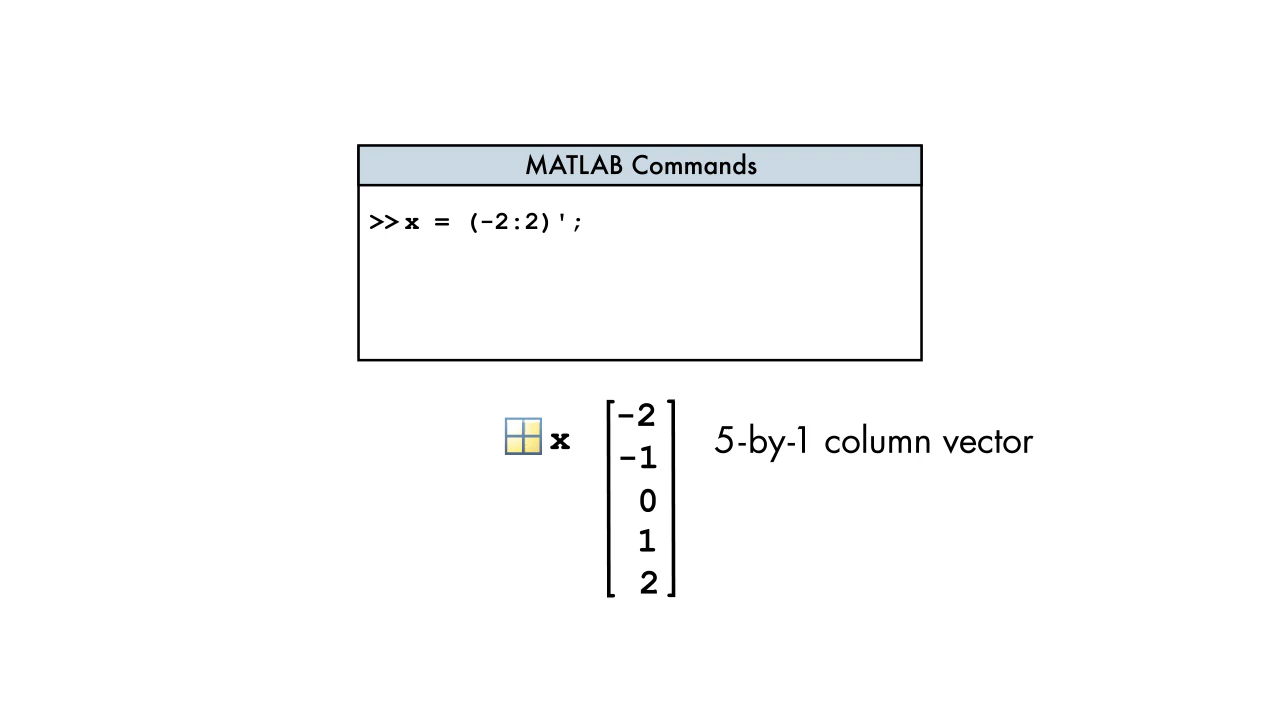 MATLAB Commands
>>x = (-2:2)';
x
-2
-1
0
1
2
5-by-1 column vector